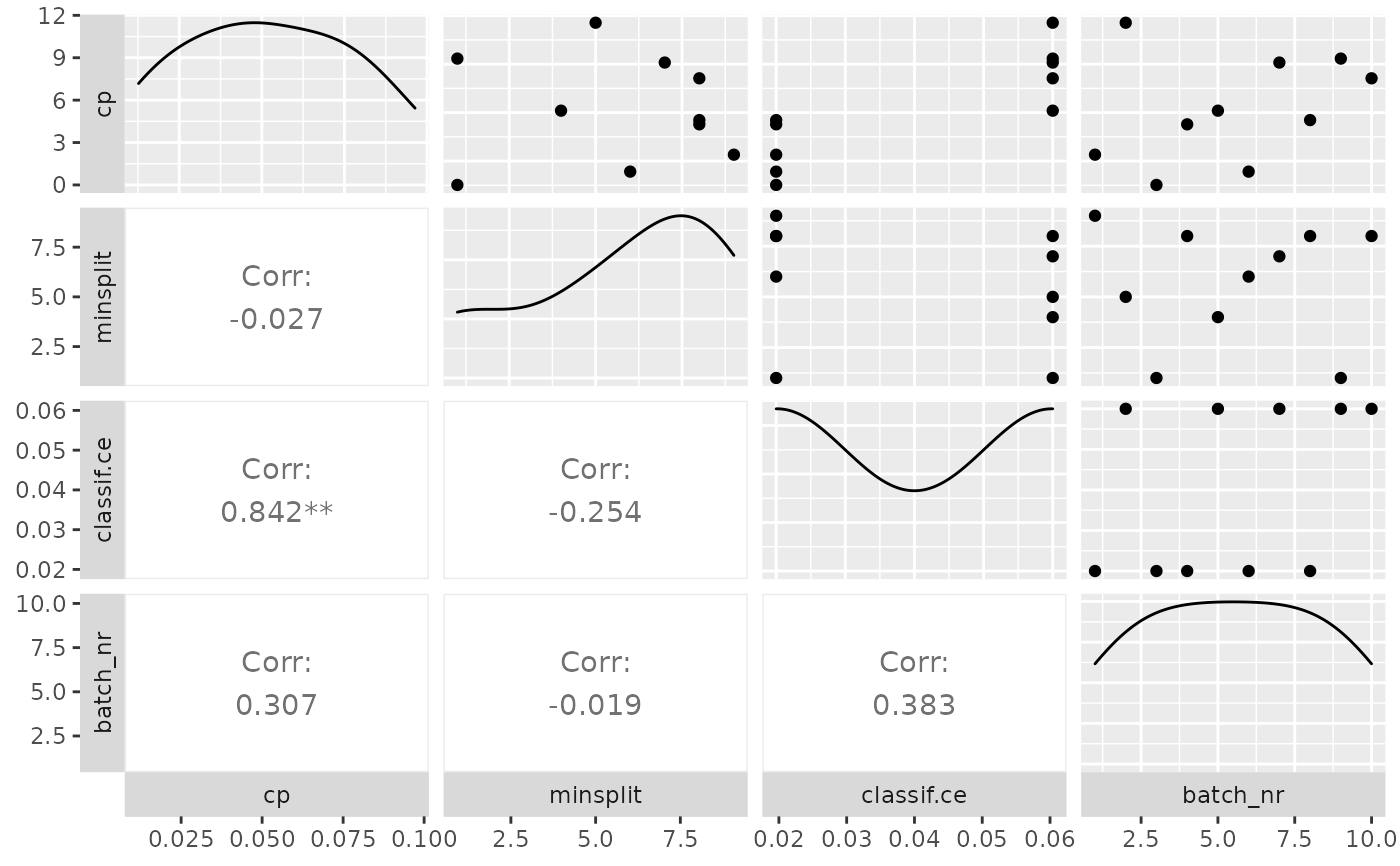 12
9
6
3
0
cp
7.5
5.0
2.5
minsplit
Corr:
-0.027
0.06
0.05
0.04
0.03
0.02
classif.ce
Corr:
0.842**
Corr:
-0.254
10.0
7.5
5.0
2.5
batch_nr
Corr:
0.307
Corr:
-0.019
Corr:
0.383
cp minsplit classif.ce batch_nr
0.025 0.050 0.075 0.100 2.5 5.0 7.5 0.02 0.03 0.04 0.05 0.06 2.5 5.0 7.5 10.0